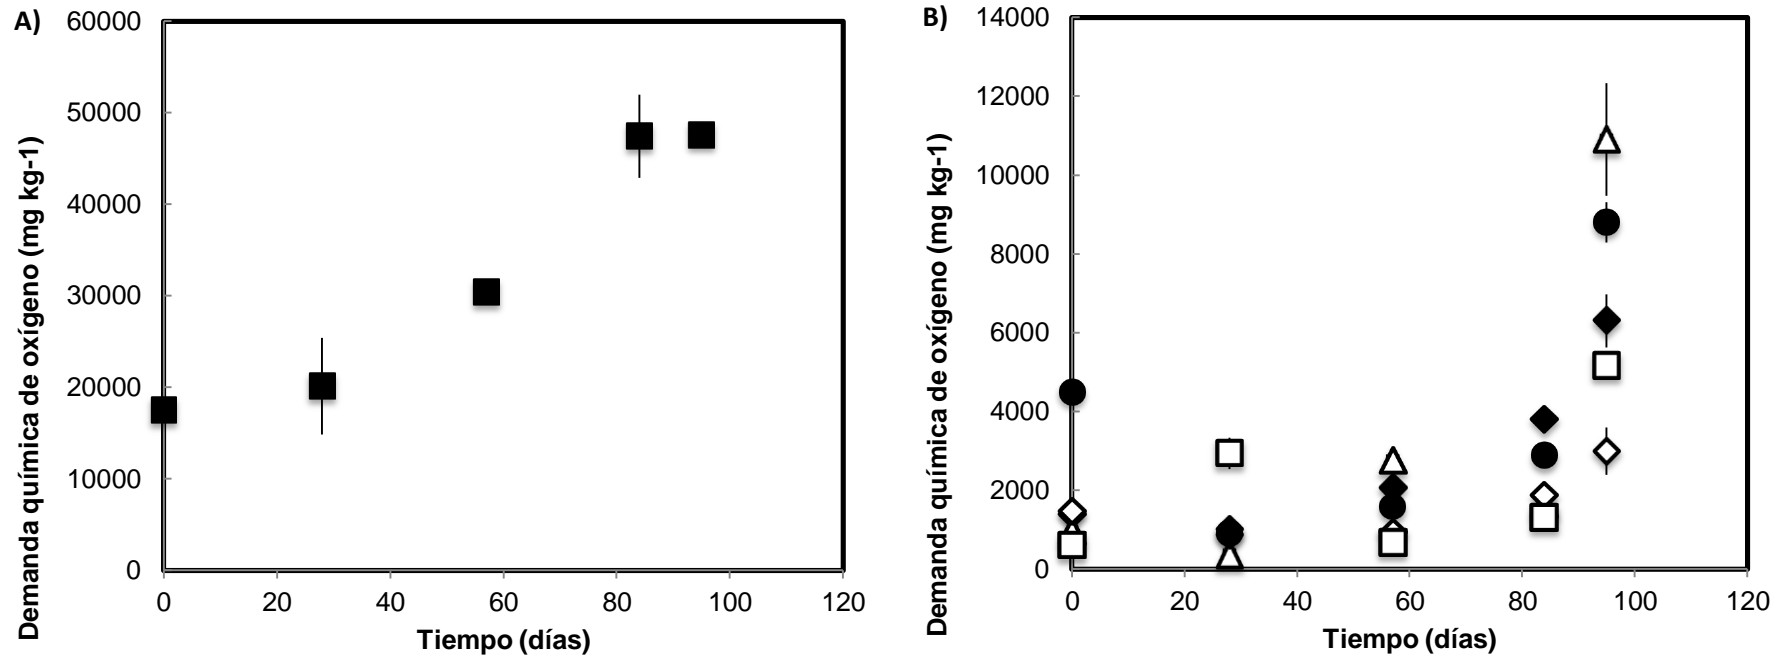 A)
Demanda química de oxígeno (mg kg-1)
60000
50000
40000
30000
20000
10000
0
0 20 40 60 80 100 120
Tiempo (días)
B)
Demanda química de oxígeno (mg kg-1)
14000
12000
10000
8000
6000
4000
2000
0
0 20 40 60 80 100 120
Tiempo (días)